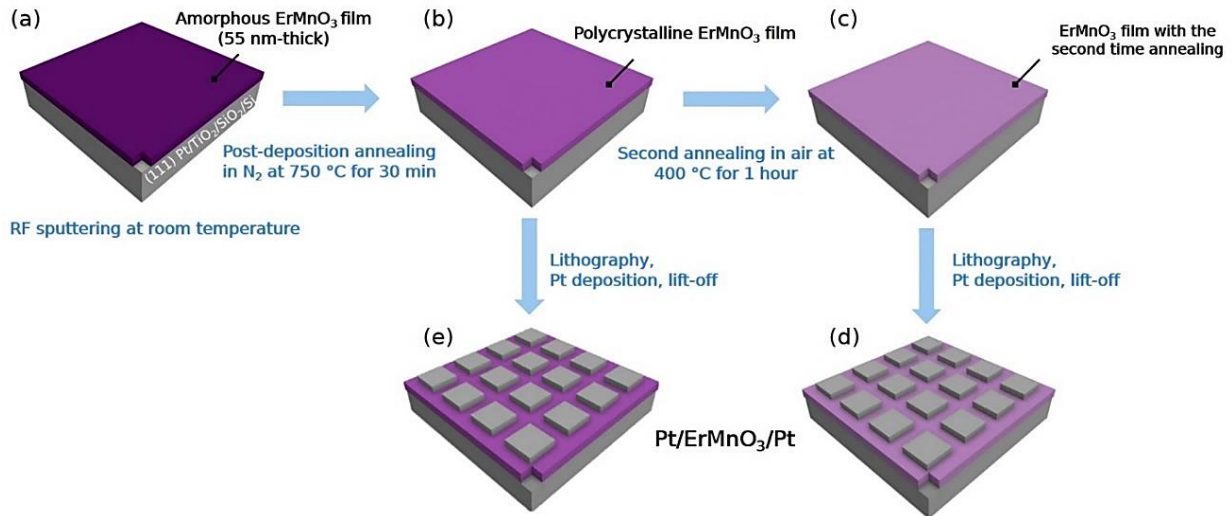 (a)
Amorphous ErMnO₃ film
(55 nm-thick)
(111) Pt/TiO₂/SiO₂/Si
RF sputtering at room temperature
Post-deposition annealing
in N₂ at 750 °C for 30 min
(b)
Polycrystalline ErMnO₃ film
Second annealing in air at
400 °C for 1 hour
(c)
ErMnO₃ film with the
second time annealing
Lithography,
Pt deposition, lift-off
Lithography,
Pt deposition, lift-off
(e)
Pt/ErMnO₃/Pt
(d)